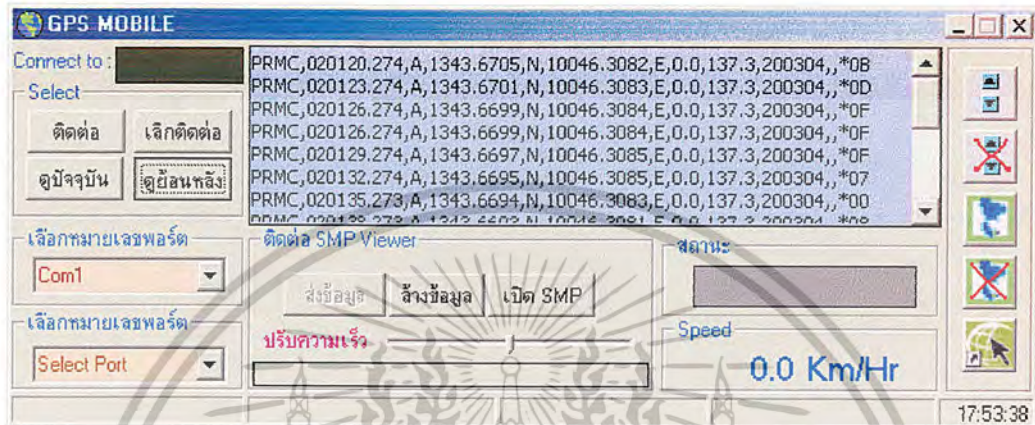 GPS MOBILE
Connect to :
PRMC,020120.274,A,1343.6705,N,10046.3082,E,0.0,137.3,200304,,*0B
PRMC,020123.274,A,1343.6701,N,10046.3083,E,0.0,137.3,200304,,*0D
PRMC,020126.274,A,1343.6699,N,10046.3084,E,0.0,137.3,200304,,*0F
PRMC,020126.274,A,1343.6699,N,10046.3084,E,0.0,137.3,200304,,*0F
PRMC,020129.274,A,1343.6697,N,10046.3085,E,0.0,137.3,200304,,*0F
PRMC,020132.274,A,1343.6695,N,10046.3085,E,0.0,137.3,200304,,*07
PRMC,020135.273,A,1343.6694,N,10046.3083,E,0.0,137.3,200304,,*00
Select
ติดต่อ
เลิกติดต่อ
ดูปัจจุบัน
ดูย้อนหลัง
เลือกหมายเลขพอร์ต
Com1
เลือกหมายเลขพอร์ต
Select Port
ติดต่อ SMP Viewer
ส่งข้อมูล
ล้างข้อมูล
เปิด SMP
ปรับความเร็ว
สถานะ
Speed
0.0 Km/Hr
17:53:38